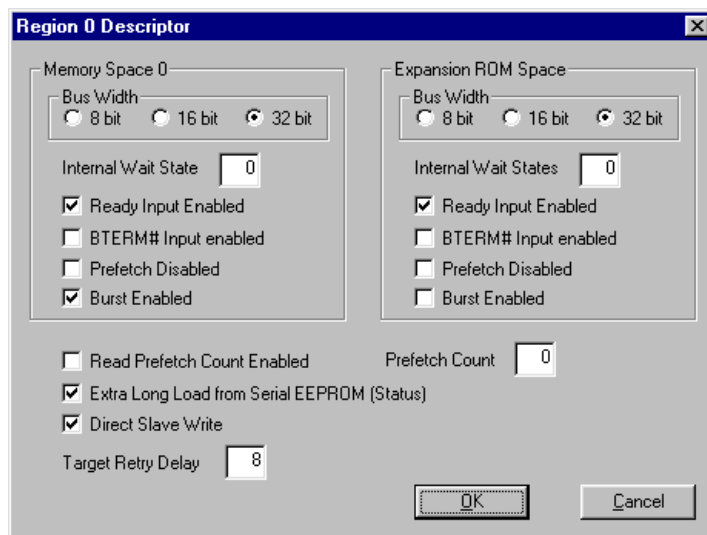 Region 0 Descriptor
Memory Space 0
Bus Width
8 bit 16 bit 32 bit
Internal Wait State 0
Ready Input Enabled
BTERM# Input enabled
Prefetch Disabled
Burst Enabled
Expansion ROM Space
Bus Width
8 bit 16 bit 32 bit
Internal Wait States 0
Ready Input Enabled
BTERM# Input enabled
Prefetch Disabled
Burst Enabled
Read Prefetch Count Enabled
Prefetch Count 0
Extra Long Load from Serial EEPROM (Status)
Direct Slave Write
Target Retry Delay 8
OK Cancel